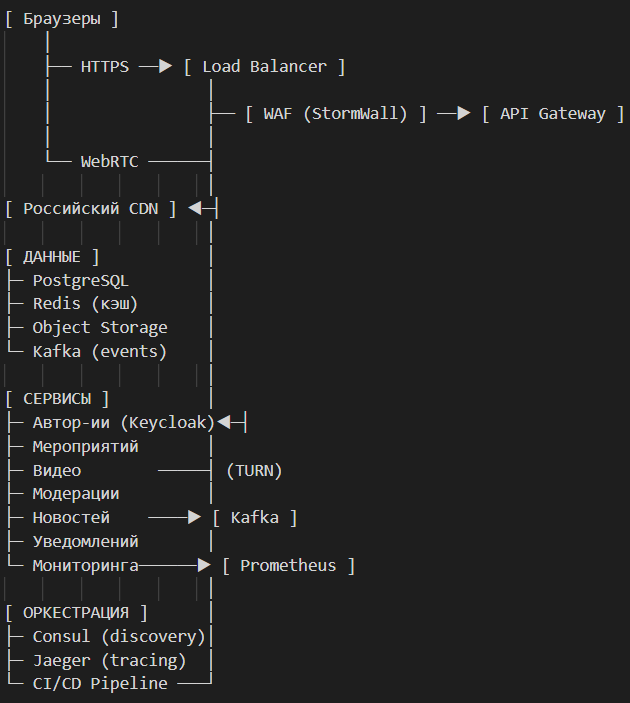 [ Браузеры ]
HTTPS [ Load Balancer ]
[ WAF (StormWall) ] [ API Gateway ]
WebRTC
[ Российский CDN ]
[ ДАННЫЕ ]
PostgreSQL
Redis (кэш)
Object Storage
Kafka (events)
[ СЕРВИСЫ ]
Автор-ии (Keycloak)
Мероприятий
Видео (TURN)
Модерации
Новостей [ Kafka ]
Уведомлений
Мониторинга [ Prometheus ]
[ ОРКЕСТРАЦИЯ ]
Consul (discovery)
Jaeger (tracing)
CI/CD Pipeline